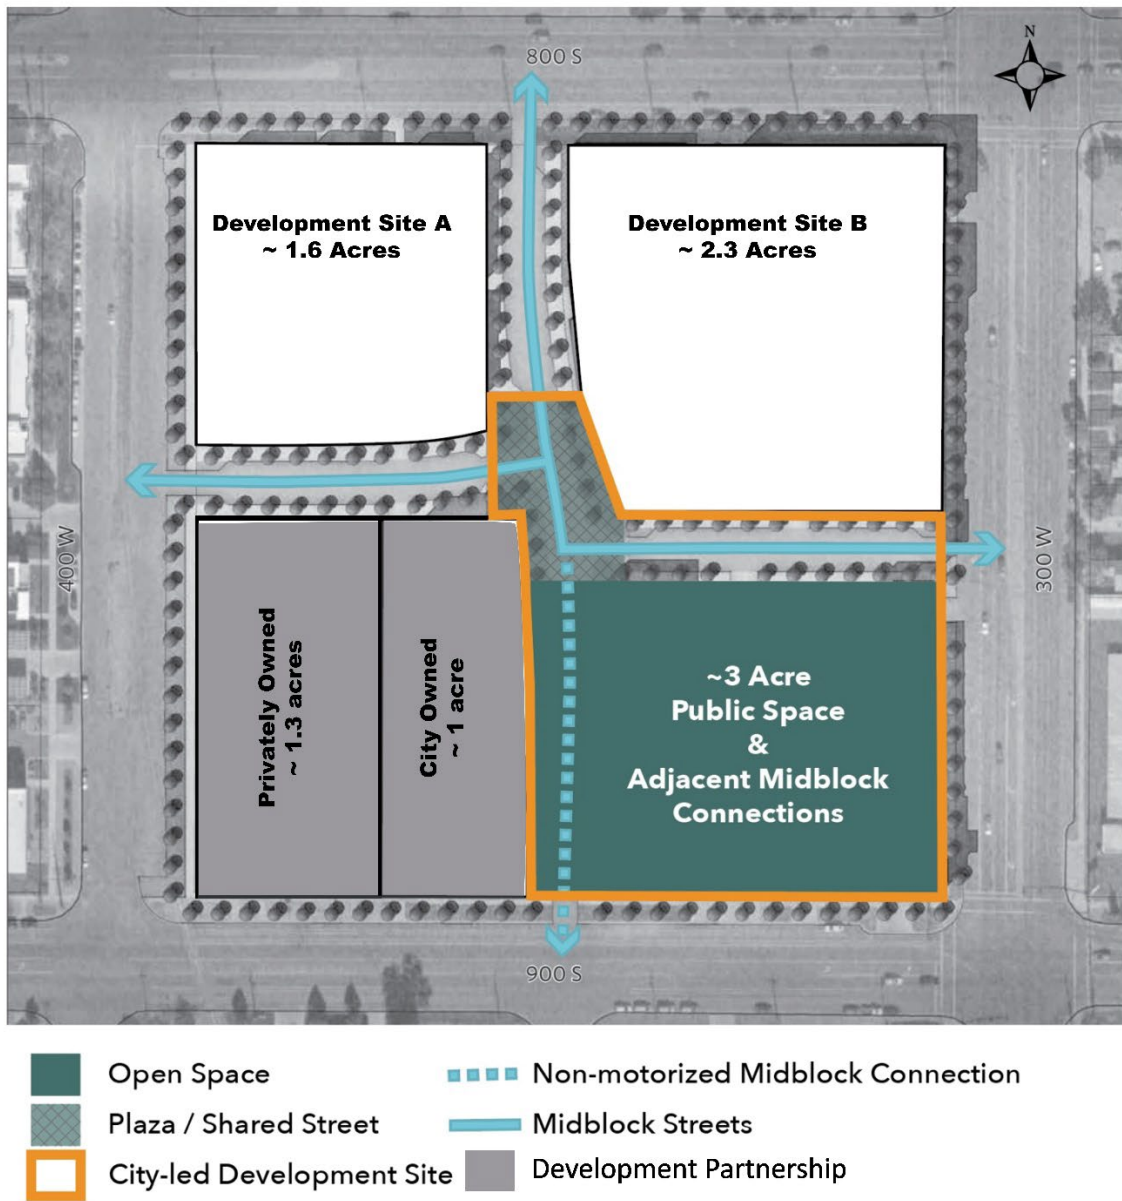 N
800 S
Development Site A
~ 1.6 Acres
Development Site B
~ 2.3 Acres
400 W
300 W
Privately Owned
~ 1.3 acres
City Owned
~ 1 acre
~3 Acre
Public Space
&
Adjacent Midblock
Connections
900 S
Open Space
Non-motorized Midblock Connection
Plaza / Shared Street
Midblock Streets
City-led Development Site
Development Partnership